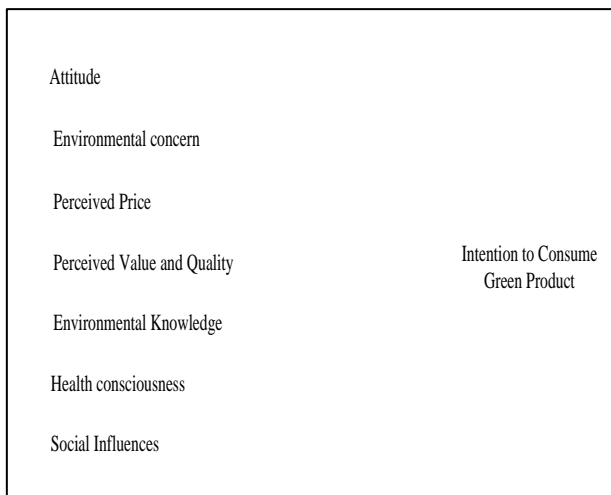 Attitude
Environmental concern
Perceived Price
Perceived Value and Quality
Environmental Knowledge
Health consciousness
Social Influences
Intention to Consume
Green Product